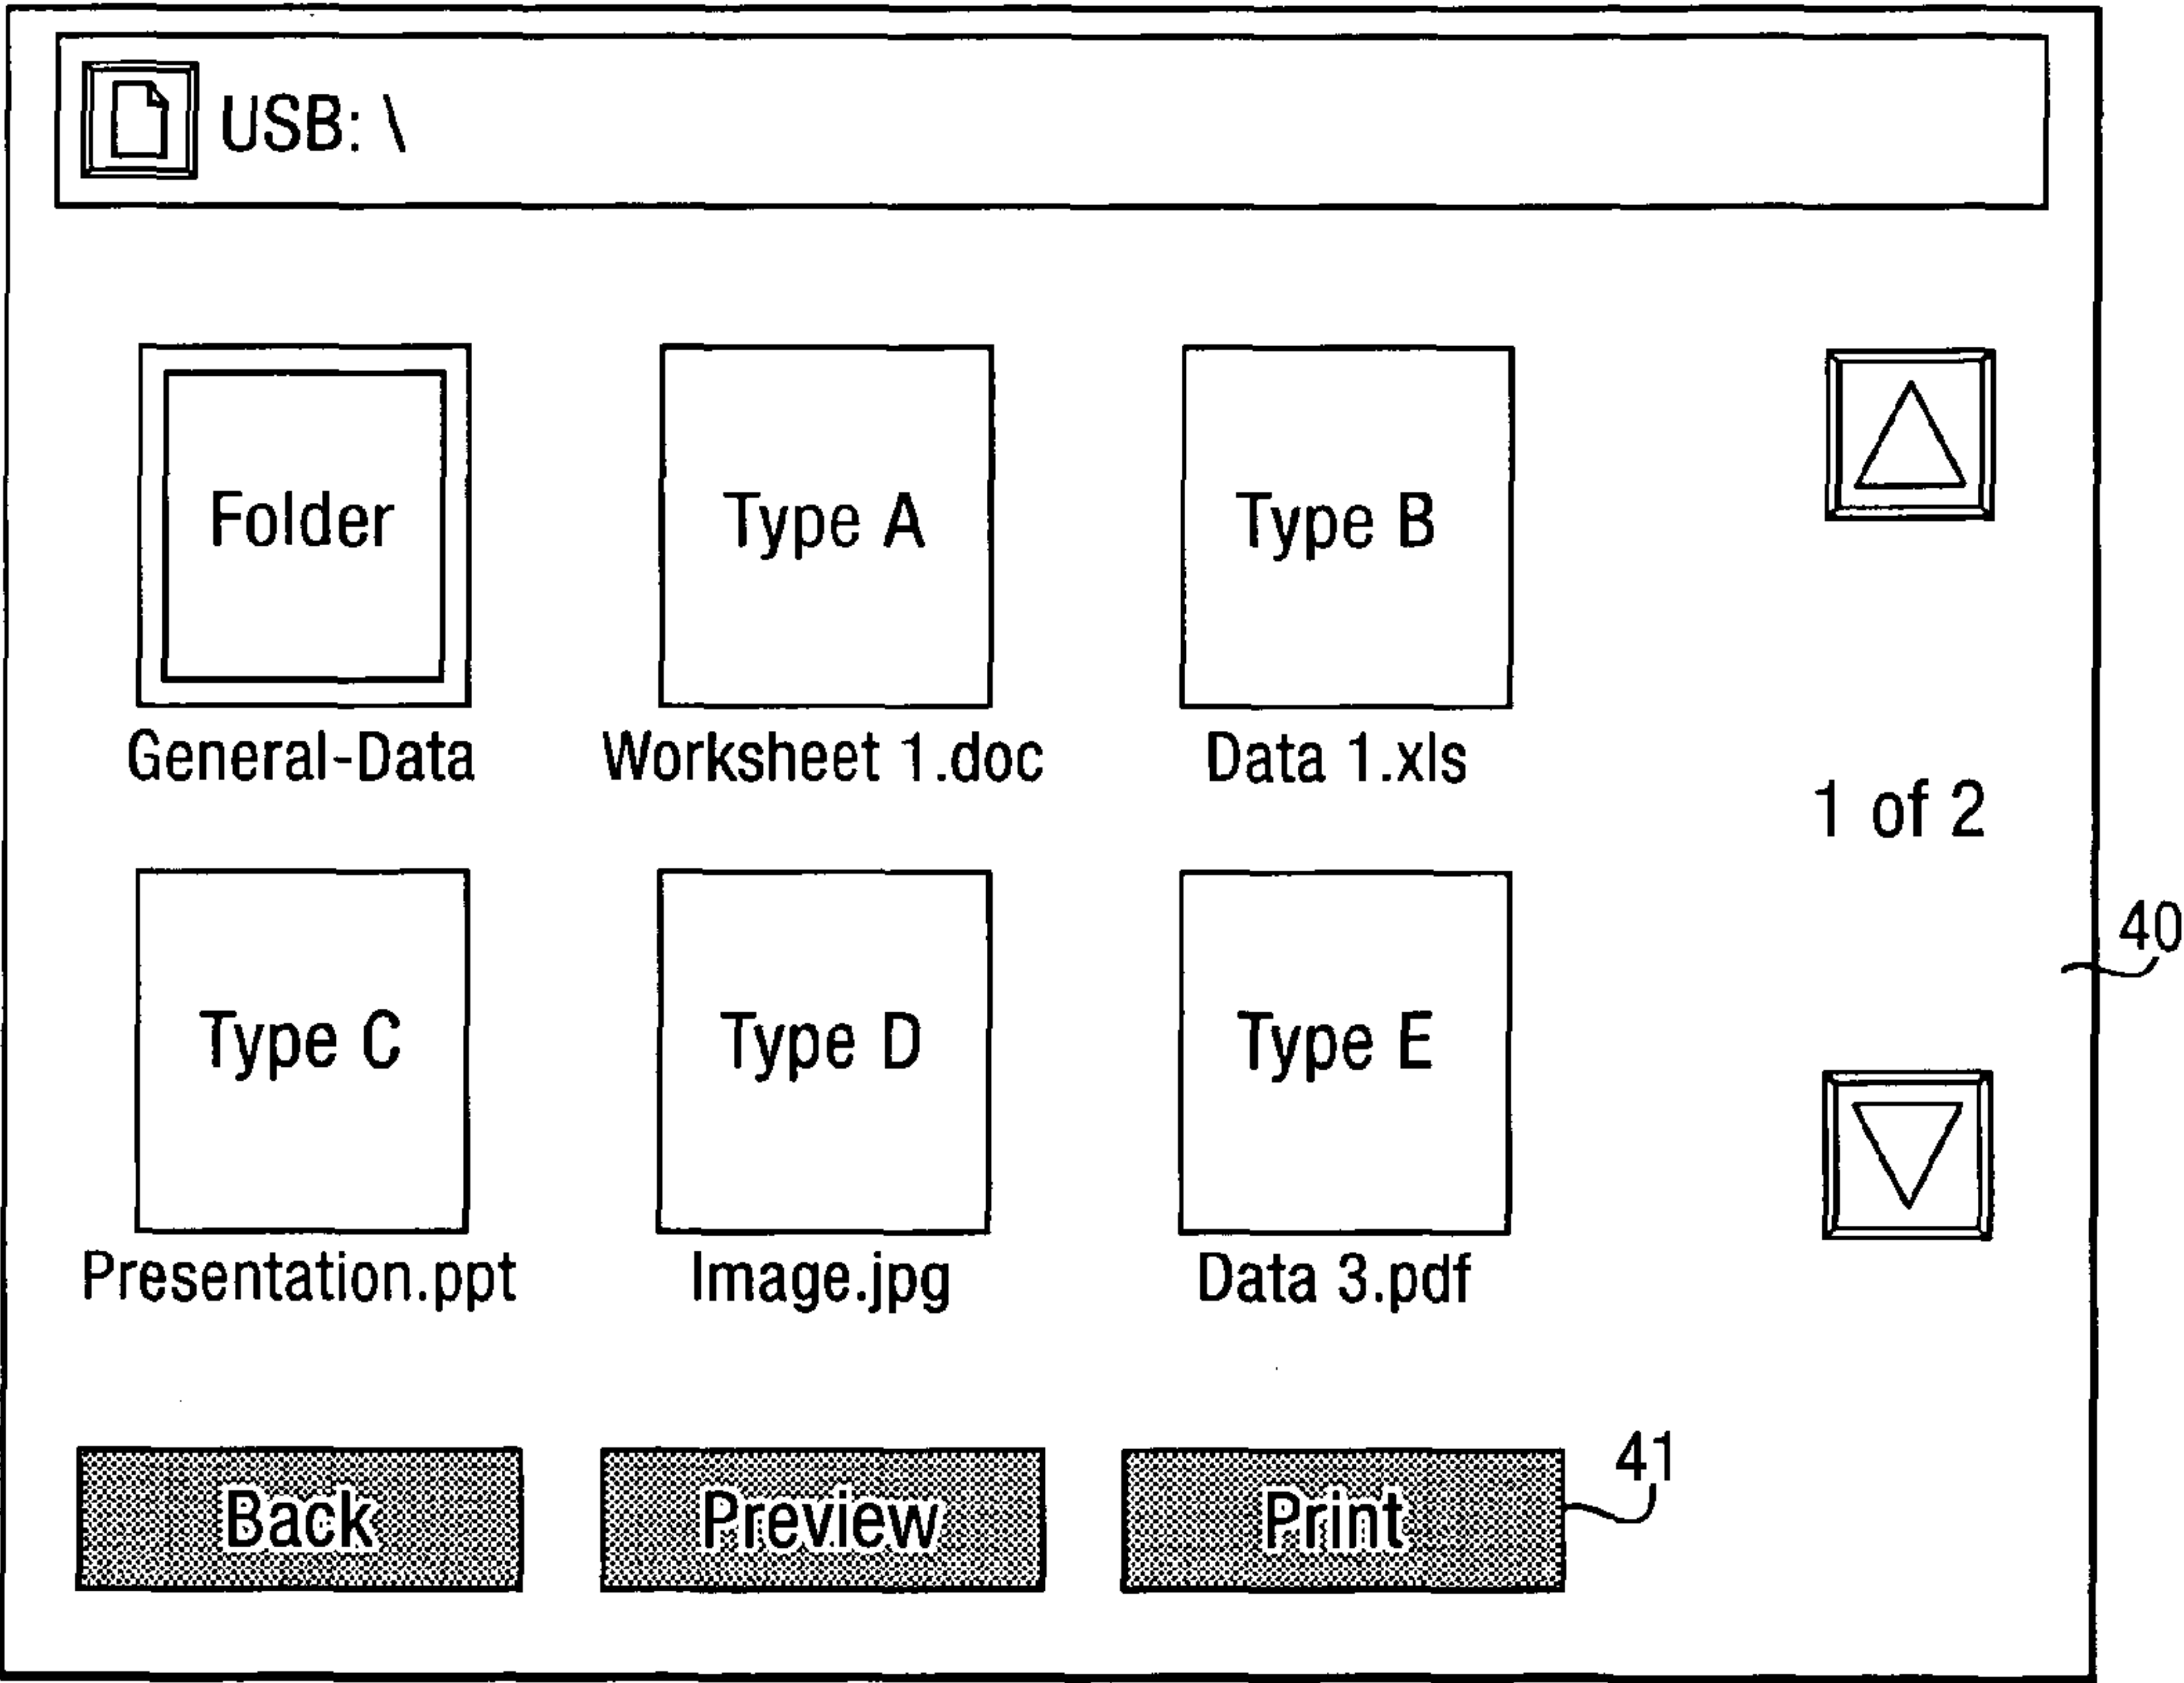 USB: \
Folder
Type A
Type B
General-Data
Worksheet 1.doc
Data 1.xls
1 of 2
40
Type C
Type D
Type E
Presentation.ppt
Image.jpg
Data 3.pdf
41
Back
Preview
Print